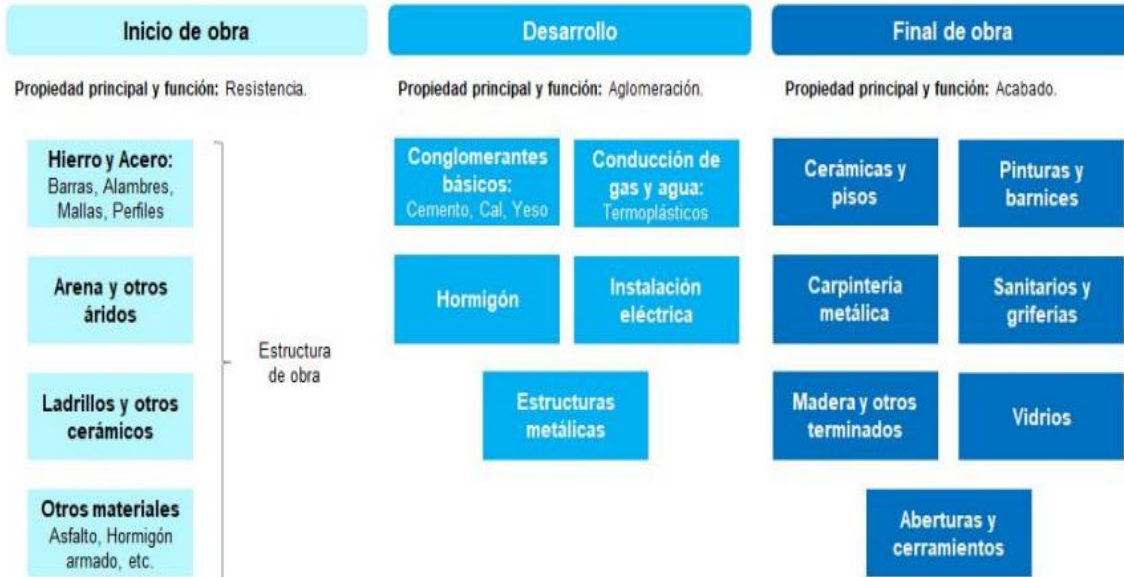 Inicio de obra
Propiedad principal y función: Resistencia.
Hierro y Acero:
Barras, Alambres,
Mallas, Perfiles
Arena y otros
áridos
Ladrillos y otros
cerámicos
Otros materiales
Asfalto, Hormigón
armado, etc.
Estructura
de obra
Desarrollo
Propiedad principal y función: Aglomeración.
Conglomerantes
básicos:
Cemento, Cal, Yeso
Conducción de
gas y agua:
Termoplásticos
Hormigón
Instalación
eléctrica
Estructuras
metálicas
Final de obra
Propiedad principal y función: Acabado.
Cerámicas y
pisos
Pinturas y
barnices
Carpintería
metálica
Sanitarios y
griferías
Madera y otros
terminados
Vidrios
Aberturas y
cerramientos